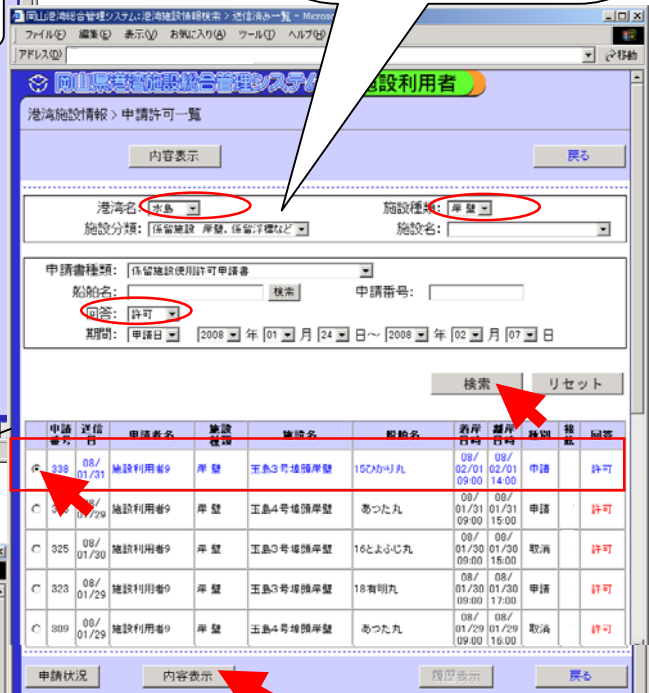 岡山港湾総合管理システム:港湾施設情報検索 > 送信済み一覧 - Micros
ファイル(F) 編集(E) 表示(V) お気に入り(A) ツール(T) ヘルプ(H)
アドレス(D) 移動
岡山県港湾施設総合管理システム 施設利用者
港湾施設情報 > 申請許可一覧
内容表示 戻る
港湾名: 水島 施設種類: 岸壁
施設分類: 係留施設 岸壁,係留浮標など 施設名:
申請書種類: 係留施設使用許可申請書
船舶名: 検索 申請番号:
回答: 許可
期間: 申請日 2008 年 01 月 24 日～ 2008 年 02 月 07 日
検索 リセット
申請番号 送信日 申請者名 施設種類 施設名 船舶名 着岸日時 離岸日時 種別 回答
338 08/01/31 施設利用者9 岸壁 玉島3号埠頭岸壁 15ひかり丸 08/02/01 09:00 08/02/01 14:00 申請 許可
08/01/29 施設利用者9 岸壁 玉島4号埠頭岸壁 あつた丸 08/01/31 09:00 08/01/31 15:00 申請 許可
325 08/01/30 施設利用者9 岸壁 玉島3号埠頭岸壁 16とよふじ丸 08/01/30 09:00 08/01/30 15:00 取消 許可
323 08/01/29 施設利用者9 岸壁 玉島3号埠頭岸壁 18有明丸 08/01/30 09:00 08/01/30 17:00 申請 許可
309 08/01/29 施設利用者9 岸壁 玉島4号埠頭岸壁 あつた丸 08/01/29 09:00 08/01/29 16:00 取消 許可
申請状況 内容表示 履歴表示 戻る